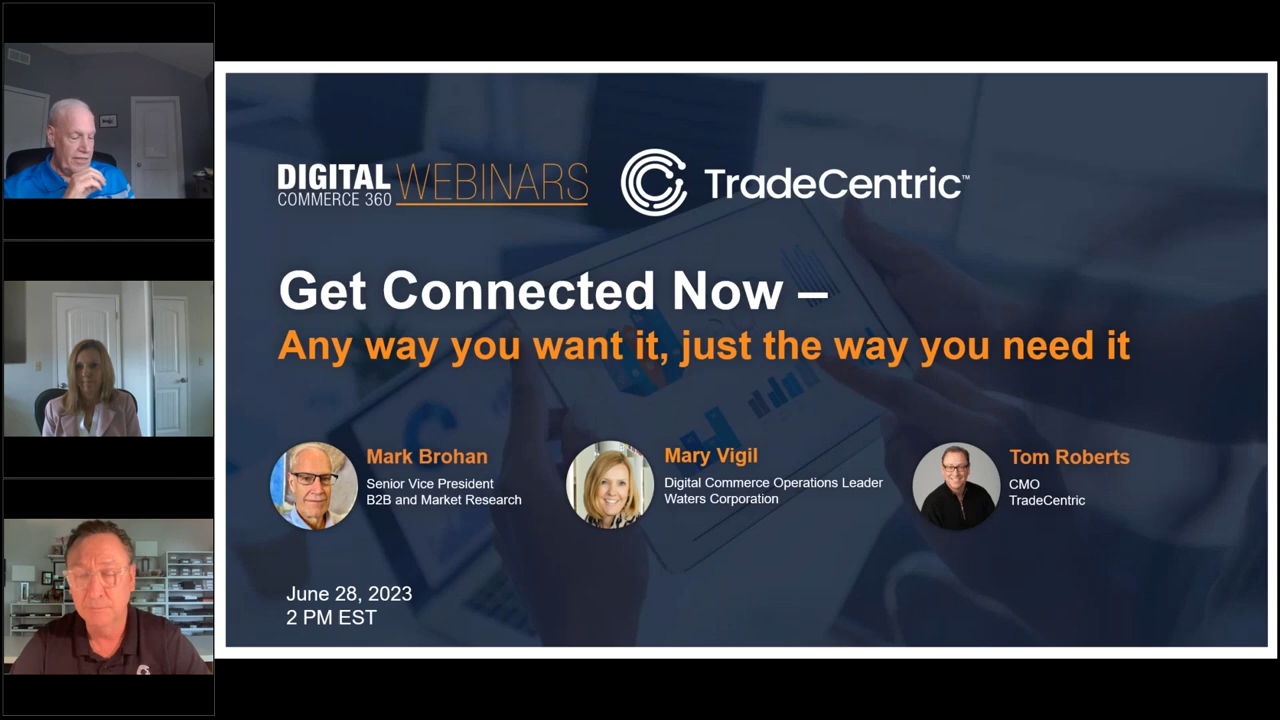 DIGITAL WEBINARS
COMMERCE 360
TradeCentric™
Get Connected Now –
Any way you want it, just the way you need it
Mark Brohan
Senior Vice President
B2B and Market Research
Mary Vigil
Digital Commerce Operations Leader
Waters Corporation
Tom Roberts
CMO
TradeCentric
June 28, 2023
2 PM EST